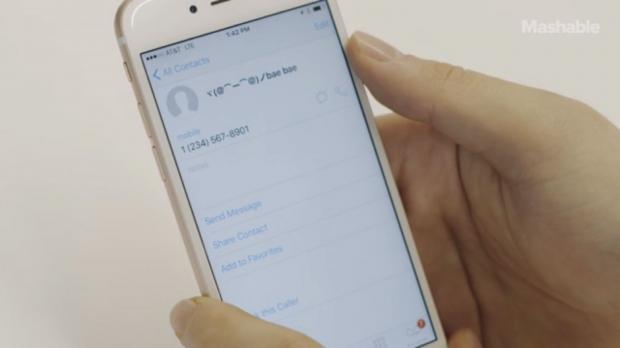 Mashable
AT&T LTE
1:42 PM
All Contacts
Edit
ヾ(@⌒ー⌒@)ノbae bae
mobile
1 (234) 567-8901
notes
Send Message
Share Contact
Add to Favorites
this Caller